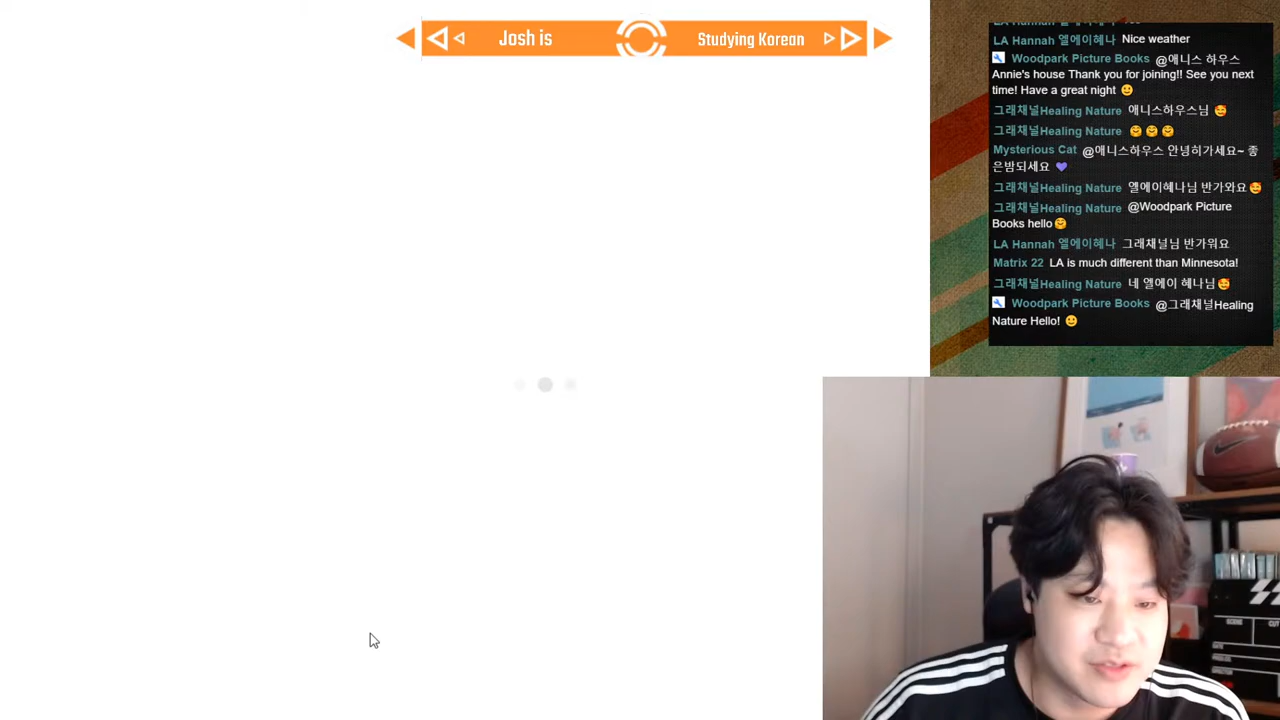 Josh is
Studying Korean
LA Hannah 엘에이혜나 Nice weather
Woodpark Picture Books @애니스 하우스
Annie's house Thank you for joining!! See you next
time! Have a great night 🙂
그래채널Healing Nature 애니스하우스님 🥰
그래채널Healing Nature 🤗🤗🤗
Mysterious Cat @애니스하우스 안녕히가세요~ 좋
은밤되세요 💜
그래채널Healing Nature 엘에이혜나님 반가와요🥰
그래채널Healing Nature @Woodpark Picture
Books hello🤗
LA Hannah 엘에이혜나 그래채널님 반가워요
Matrix 22 LA is much different than Minnesota!
그래채널Healing Nature 네 엘에이 혜나님🥰
Woodpark Picture Books @그래채널Healing
Nature Hello! 🙂
SCENE
CUT